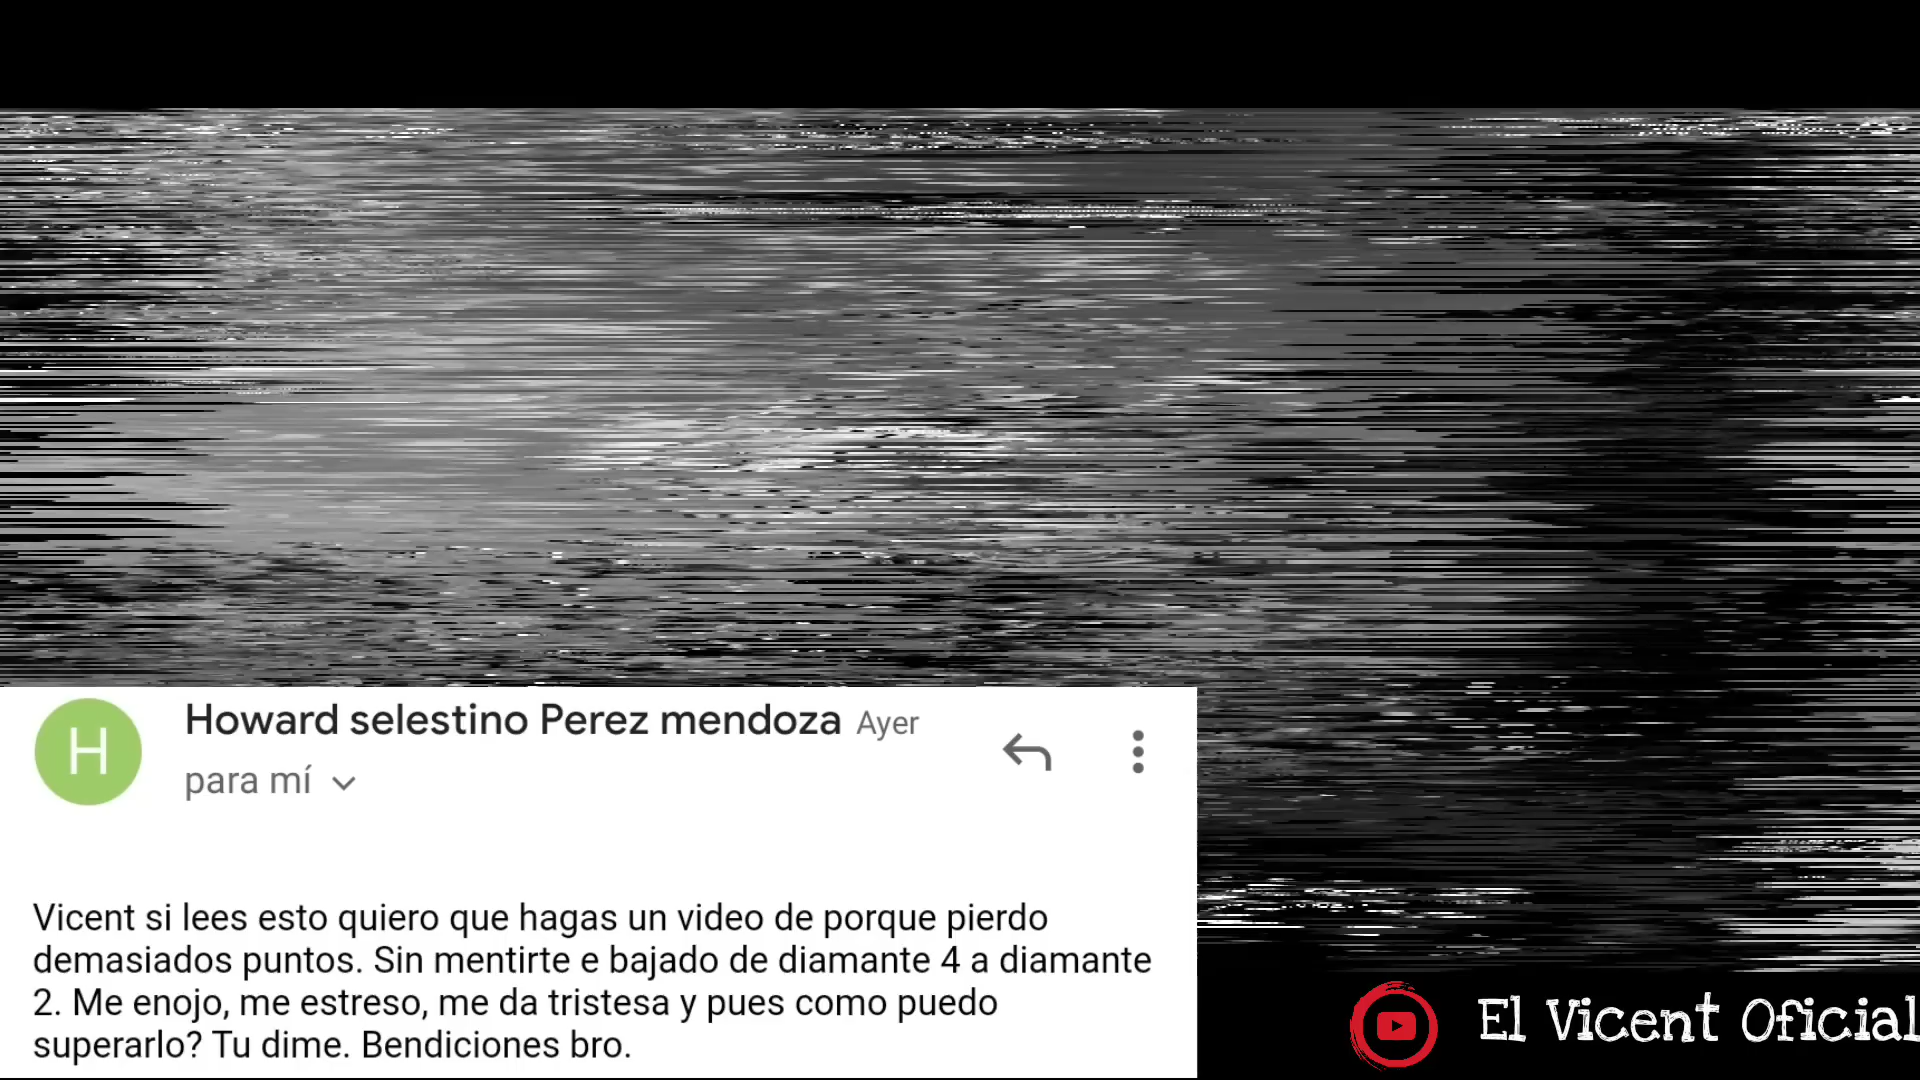 Howard selestino Perez mendoza Ayer
para mí
H
Vicent si lees esto quiero que hagas un video de porque pierdo
demasiados puntos. Sin mentirte e bajado de diamante 4 a diamante
2. Me enojo, me estreso, me da tristesa y pues como puedo
superarlo? Tu dime. Bendiciones bro.
El Vicent Oficial